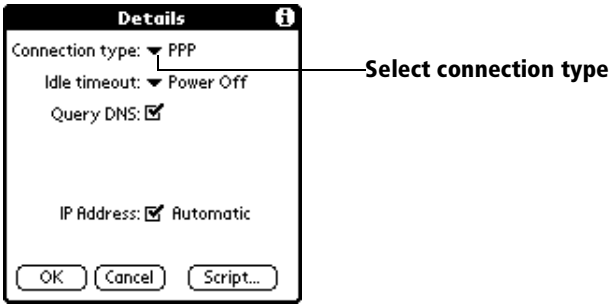 Details
Connection type: PPP
Select connection type
Idle timeout: Power Off
Query DNS:
IP Address: Automatic
OK Cancel Script...